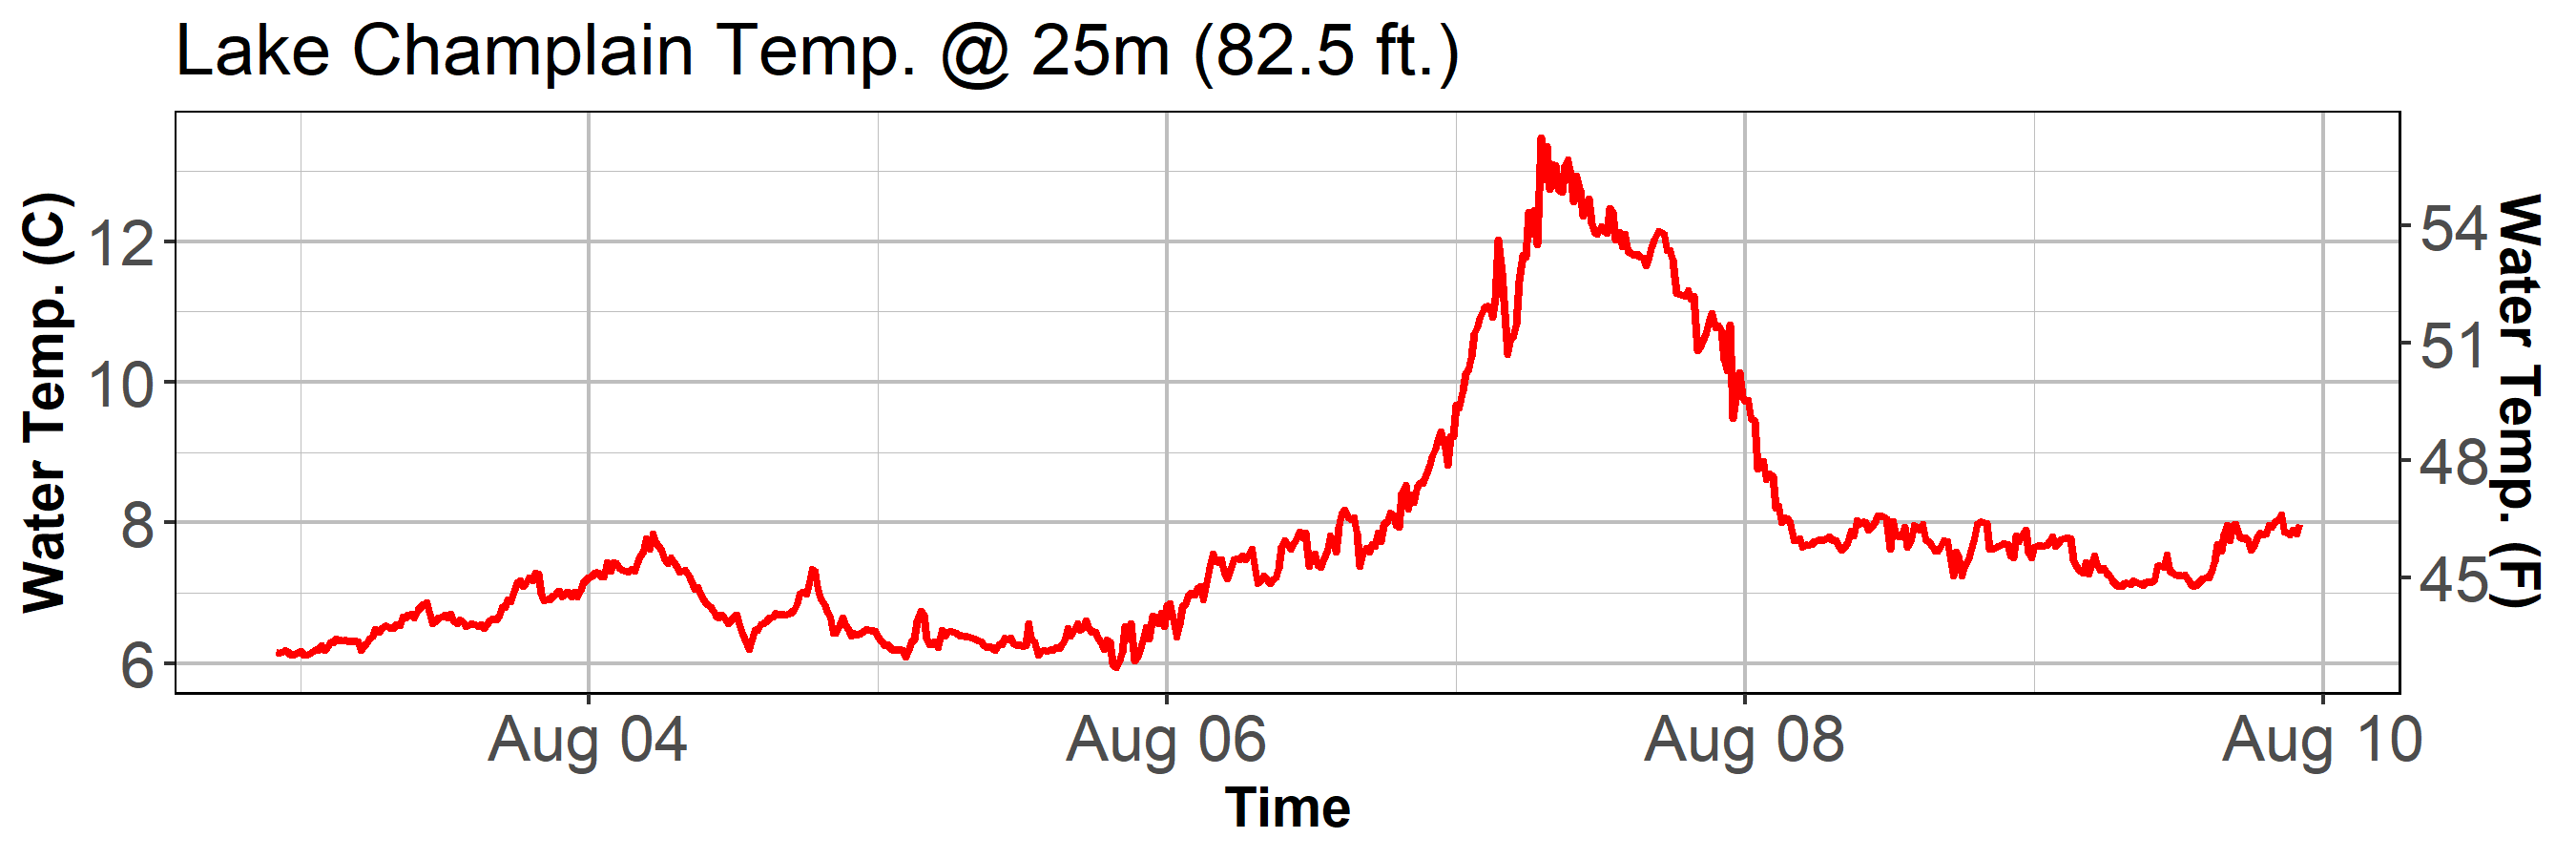 Lake Champlain Temp. @ 25m (82.5 ft.)
Water Temp. (C)
12
10
8
6
54
51
48
45
Water Temp. (F)
Aug 04
Aug 06
Aug 08
Aug 10
Time